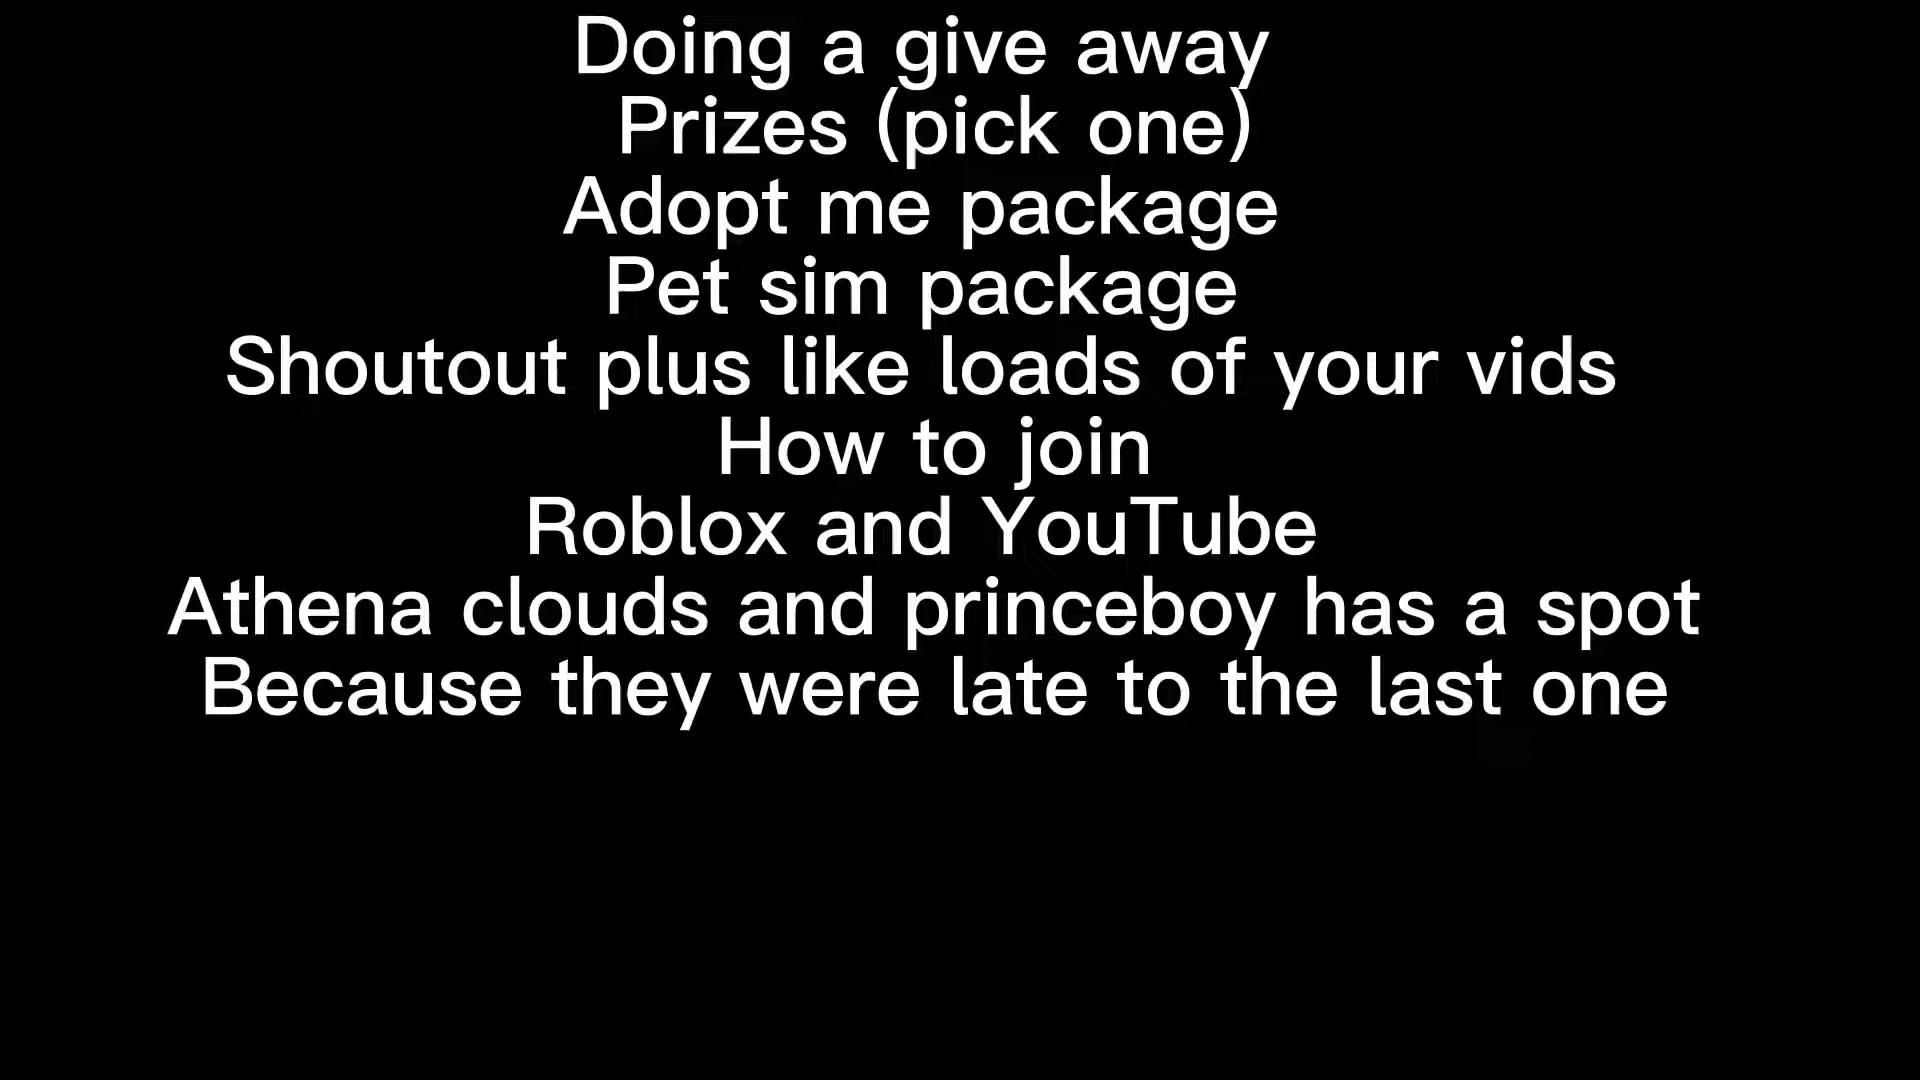 Doing a give away
Prizes (pick one)
Adopt me package
Pet sim package
Shoutout plus like loads of your vids
How to join
Roblox and YouTube
Athena clouds and princeboy has a spot
Because they were late to the last one